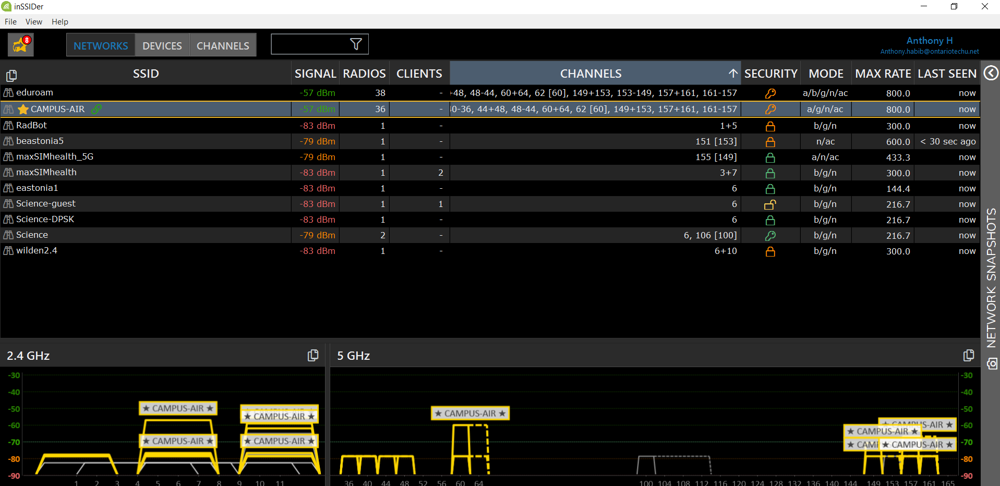 inSSIDer
File View Help
8 NETWORKS DEVICES CHANNELS
Anthony H
Anthony.habib@ontariotechu.net
SSID SIGNAL RADIOS CLIENTS CHANNELS SECURITY MODE MAX RATE LAST SEEN
eduroam -57 dBm 38 - +48, 48-44, 60+64, 62 [60], 149+153, 153-149, 157+161, 161-157 a/b/g/n/ac 800.0 now
CAMPUS-AIR -57 dBm 36 40-36, 44+48, 48-44, 60+64, 62 [60], 149+153, 157+161, 161-157 a/g/n/ac 800.0 now
RadBot -83 dBm 1 - 1+5 b/g/n 300.0 now
beastonia5 -79 dBm 1 - 151 [153] n/ac 600.0 < 30 sec ago
maxSIMhealth_5G -79 dBm 1 - 155 [149] a/n/ac 433.3 now
maxSIMhealth -83 dBm 1 2 3+7 b/g/n 300.0 now
eastonia1 -83 dBm 1 - 6 b/g/n 144.4 now
Science-guest -83 dBm 1 1 6 b/g/n 216.7 now
Science-DPSK -83 dBm 1 - 6 b/g/n 216.7 now
Science -79 dBm 2 - 6, 106 [100] b/g/n 216.7 now
wilden2.4 -83 dBm 1 - 6+10 b/g/n 300.0 now
NETWORK SNAPSHOTS
2.4 GHz
-30
-40
-50
-60
-70
-80
-90
★ CAMPUS-AIR ★
★ CAMPUS-AIR ★
★ CAMPUS-AIR ★
★ CAMPUS-AIR ★
1 2 3 4 5 6 7 8 9 10 11
5 GHz
★ CAMPUS-AIR ★
CAMPUS-AIR ★
★ CAMPUS-AIR ★
★ CAMPUS-AIR ★
36 40 44 48 52 56 60 64 100 104 108 112 116 120 124 128 132 136 140 144 149 153 157 161 165
-30
-40
-50
-60
-70
-80
-90